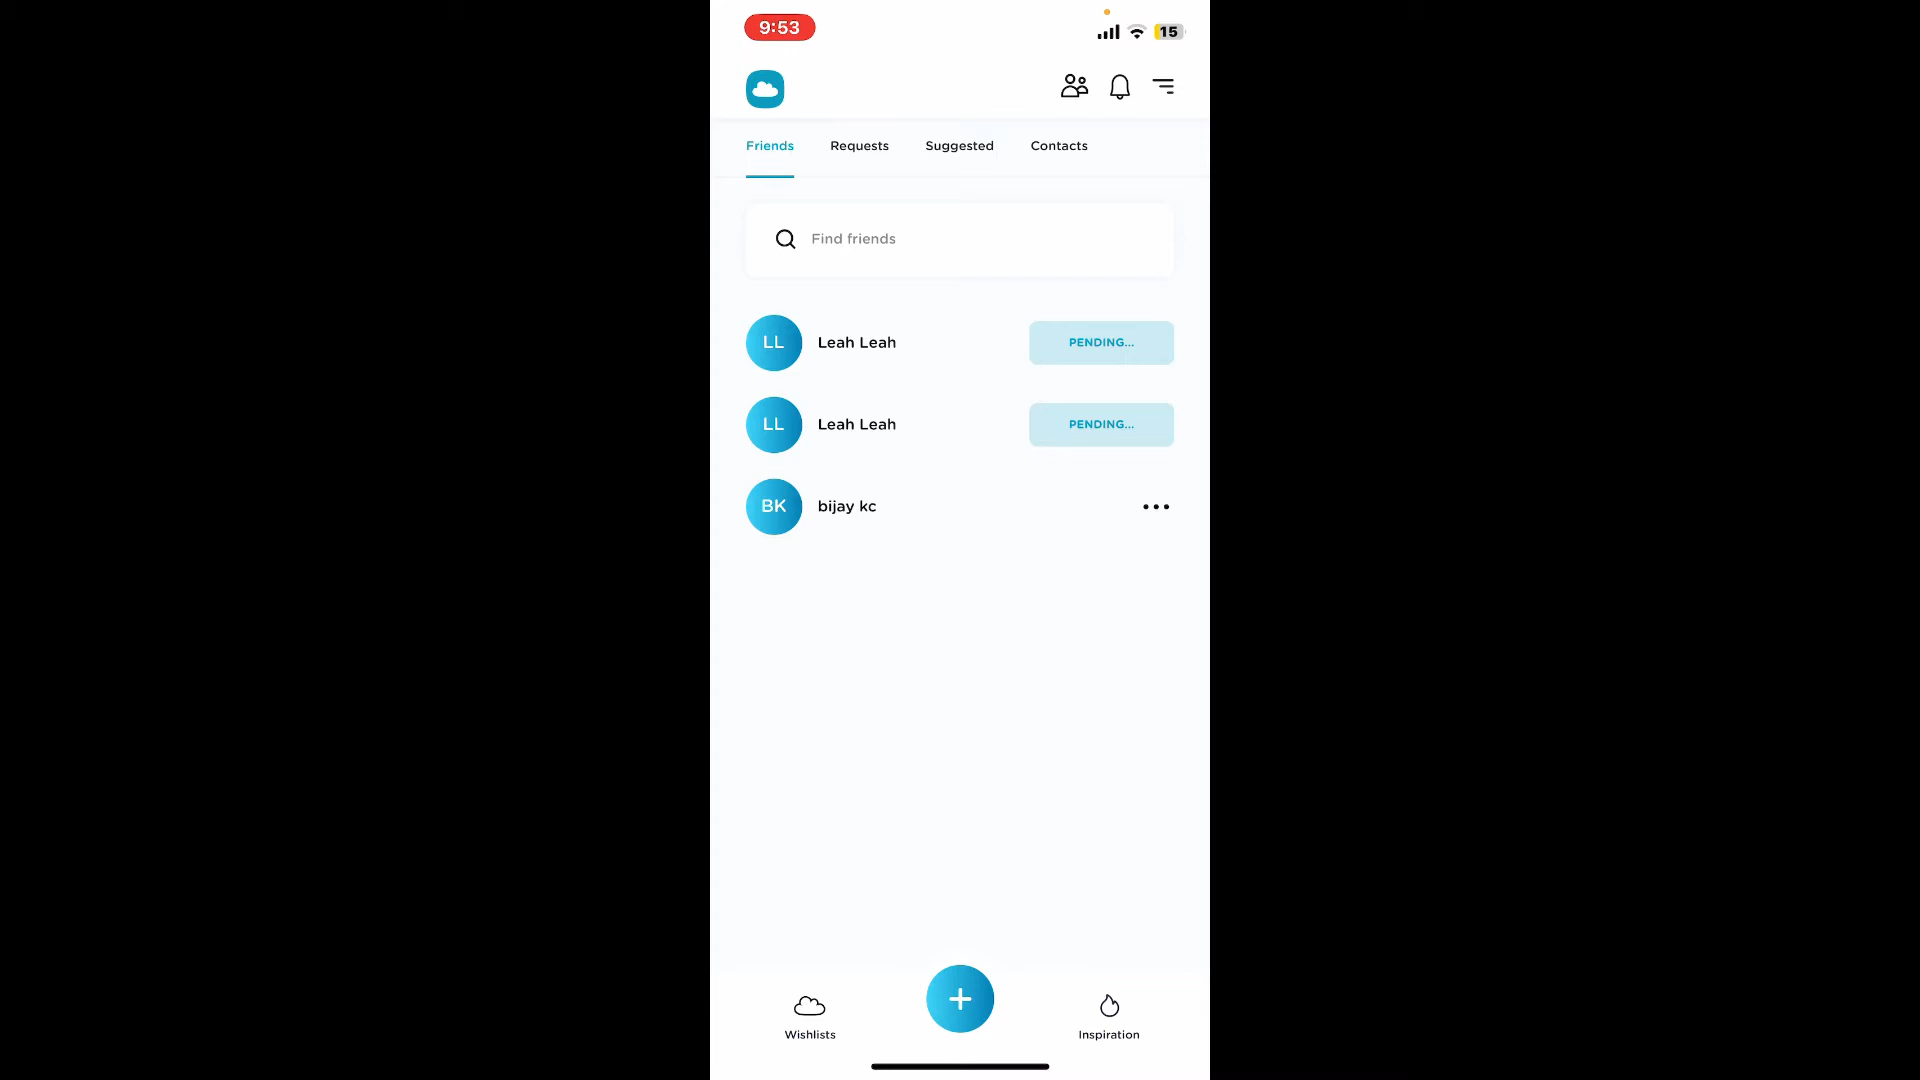 9:53
15
Friends Requests Suggested Contacts
Find friends
LL Leah Leah PENDING...
LL Leah Leah PENDING...
BK bijay kc
Wishlists Inspiration